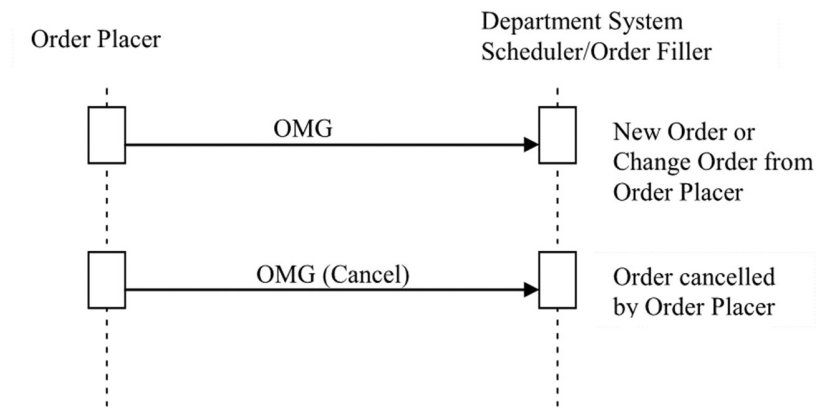 Order Placer
Department System
Scheduler/Order Filler
OMG
New Order or
Change Order from
Order Placer
OMG (Cancel)
Order cancelled
by Order Placer